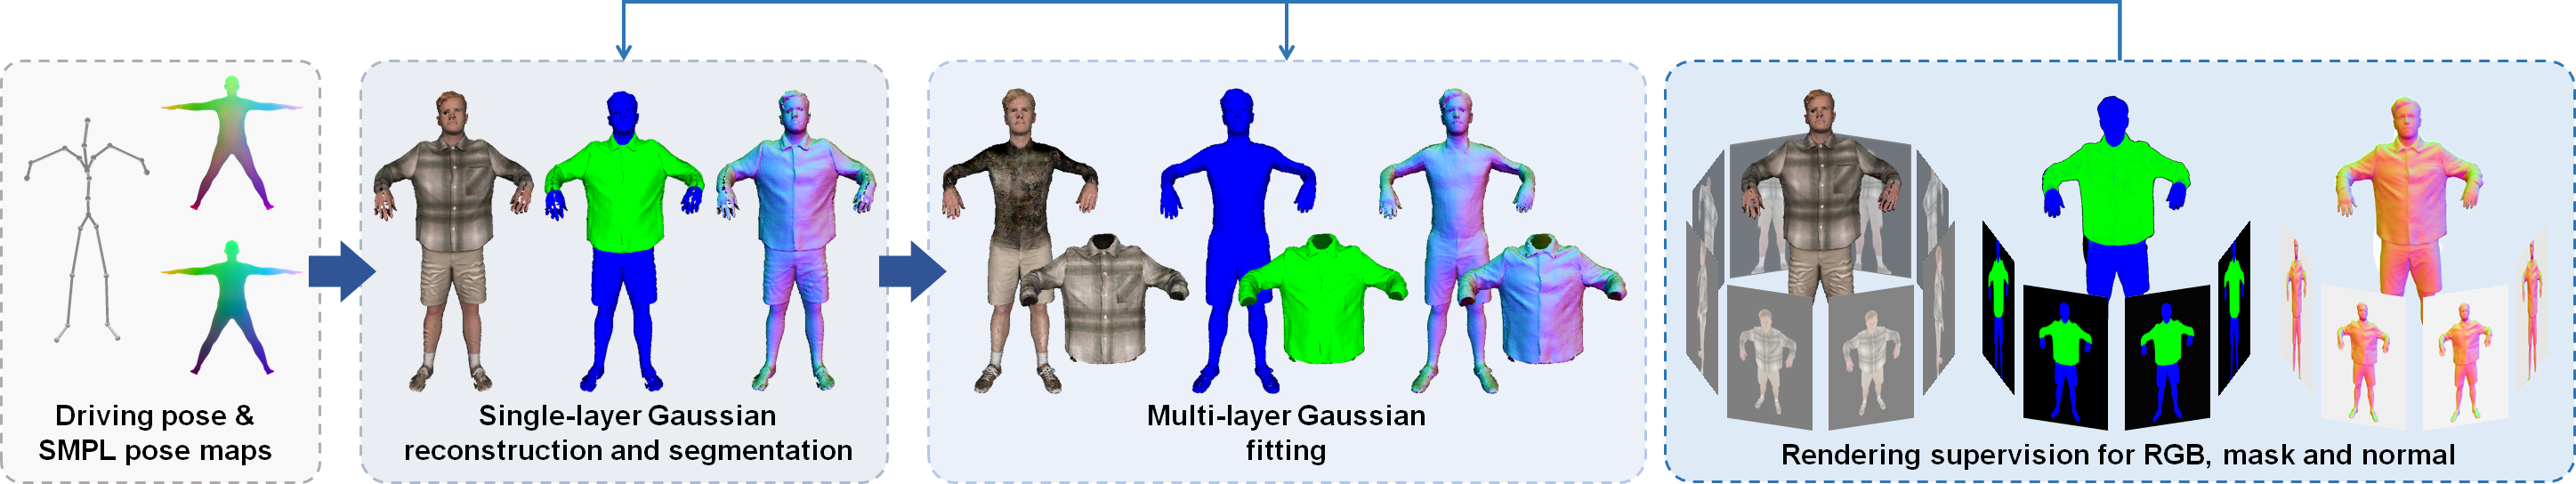 Driving pose &
SMPL pose maps
Single-layer Gaussian
reconstruction and segmentation
Multi-layer Gaussian
fitting
Rendering supervision for RGB, mask and normal